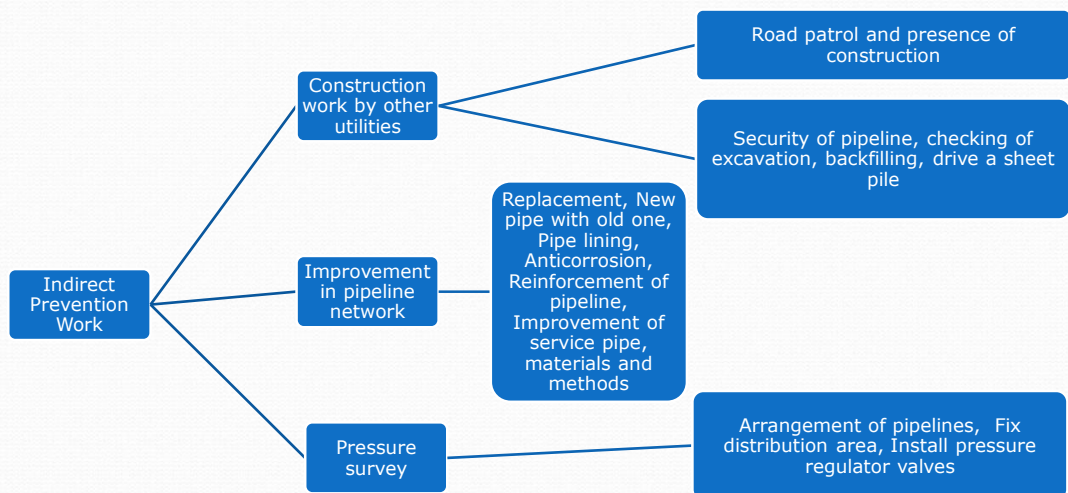 Road patrol and presence of
construction
Construction
work by other
utilities
Security of pipeline, checking of
excavation, backfilling, drive a sheet
pile
Replacement, New
pipe with old one,
Pipe lining,
Anticorrosion,
Reinforcement of
pipeline,
Improvement of
service pipe,
materials and
methods
Indirect
Prevention
Work
Improvement
in pipeline
network
Pressure
survey
Arrangement of pipelines,  Fix
distribution area, Install pressure
regulator valves